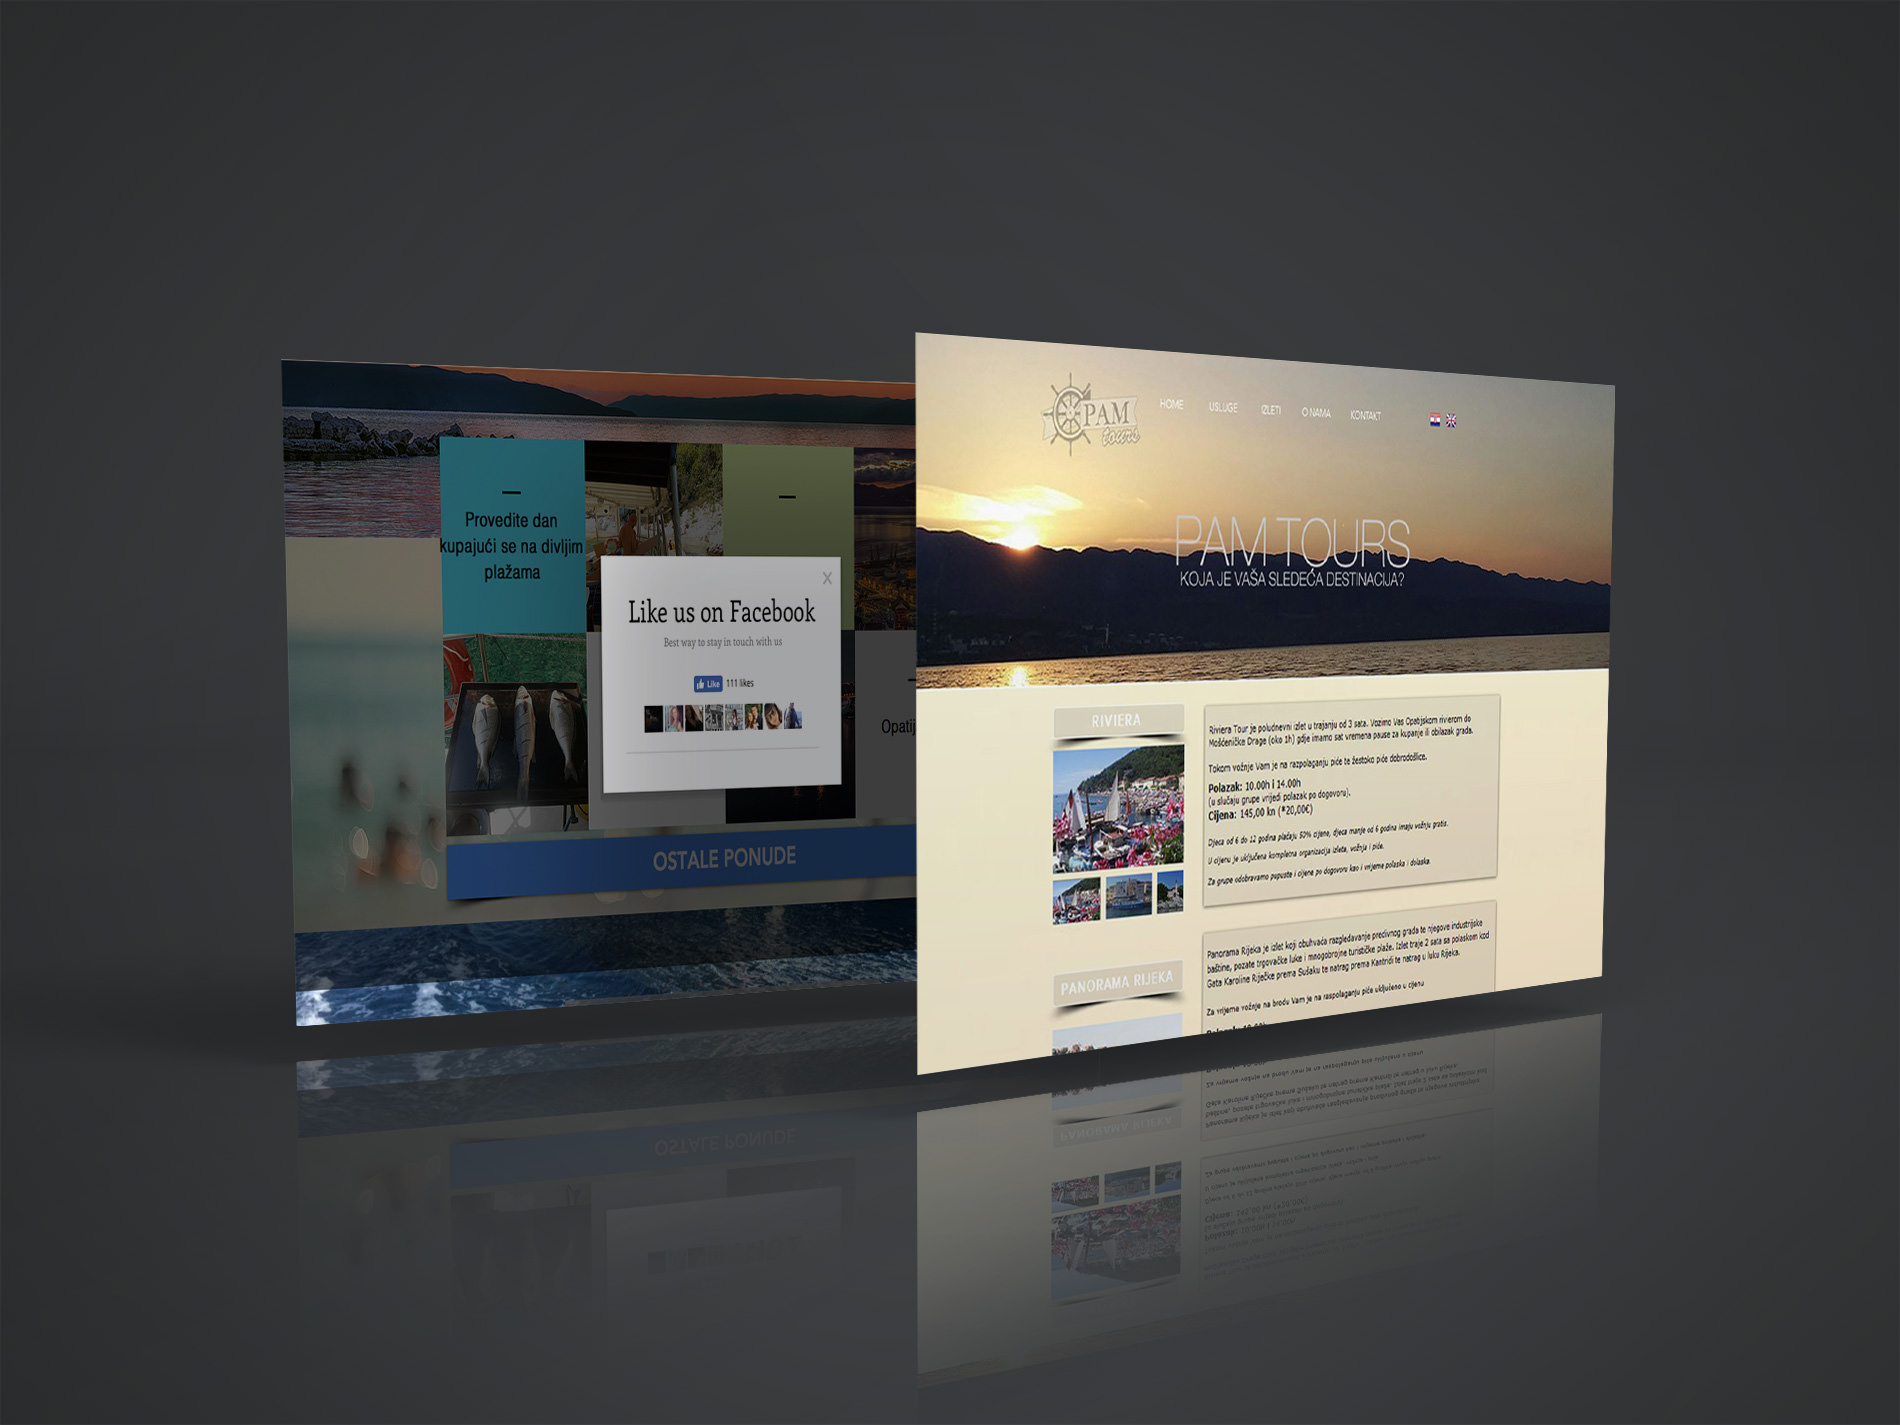 Provedite dan
kupajući se na divljim
plažama
X
Like us on Facebook
Best way to stay in touch with us
Like 111 likes
Opatij
OSTALE PONUDE
PAM
tours
HOME
USLUGE
IZLETI
O NAMA
KONTAKT
PAM TOURS
KOJA JE VAŠA SLEDEĆA DESTINACIJA?
RIVIERA
Riviera Tour je poludnevni izlet u trajanju od 3 sata. Vozimo Vas Opatijskom rivierom do
Mošćeničke Drage (oko 1h) gdje imamo sat vremena pause za kupanje ili obilazak grada.
Tokom vožnje Vam je na razpolaganju piće te žestoko piće dobrodošlice.
Polazak: 10.00h i 14.00h
(u slučaju grupe vrijedi polazak po dogovoru).
Cijena: 145,00 kn (*20,00€)
Djeca od 6 do 12 godina plaćaju 50% cijene, djeca manje od 6 godina imaju vožnju gratis.
U cijenu je uključena kompletna organizacija izleta, vožnja i piće.
Za grupe odobravamo pupuste i cijene po dogovoru kao i vrijeme polaska i dolaska.
PANORAMA RIJEKA
Panorama Rijeka je izlet koji obuhvaća razgledavanje predivnog grada te njegove industrijske
baštine, pozate trgovačke luke i mnogobrojne turističke plaže. Izlet traje 2 sata sa polaskom kod
Gata Karoline Riječke prema Sušaku te natrag prema Kantridi te natrag u luku Rijeka.
Za vrijeme vožnje na brodu Vam je na raspolaganju piće uključeno u cjenu